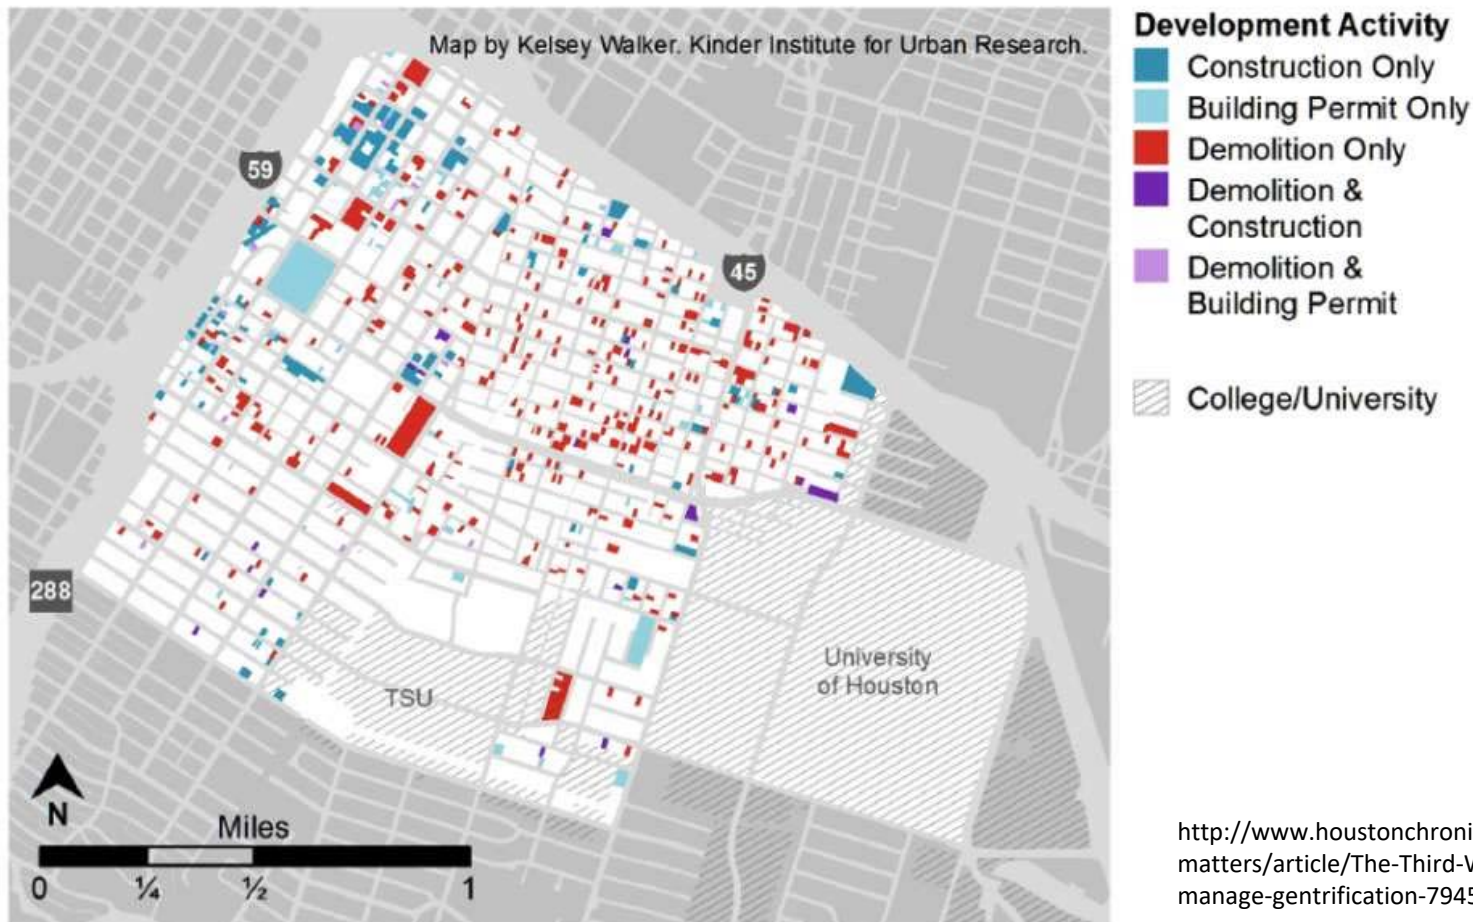 Map by Kelsey Walker. Kinder Institute for Urban Research.
59
45
288
TSU
University
of Houston
N
Miles
0 ¼ ½ 1
Development Activity
Construction Only
Building Permit Only
Demolition Only
Demolition &
Construction
Demolition &
Building Permit
College/University
http://www.houstonchroni
matters/article/The-Third-
manage-gentrification-794